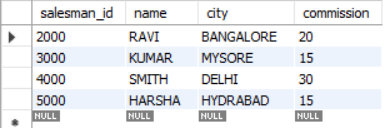 salesman_id name city commission
2000 RAVI BANGALORE 20
3000 KUMAR MYSORE 15
4000 SMITH DELHI 30
5000 HARSHA HYDRABAD 15
NULL NULL NULL NULL